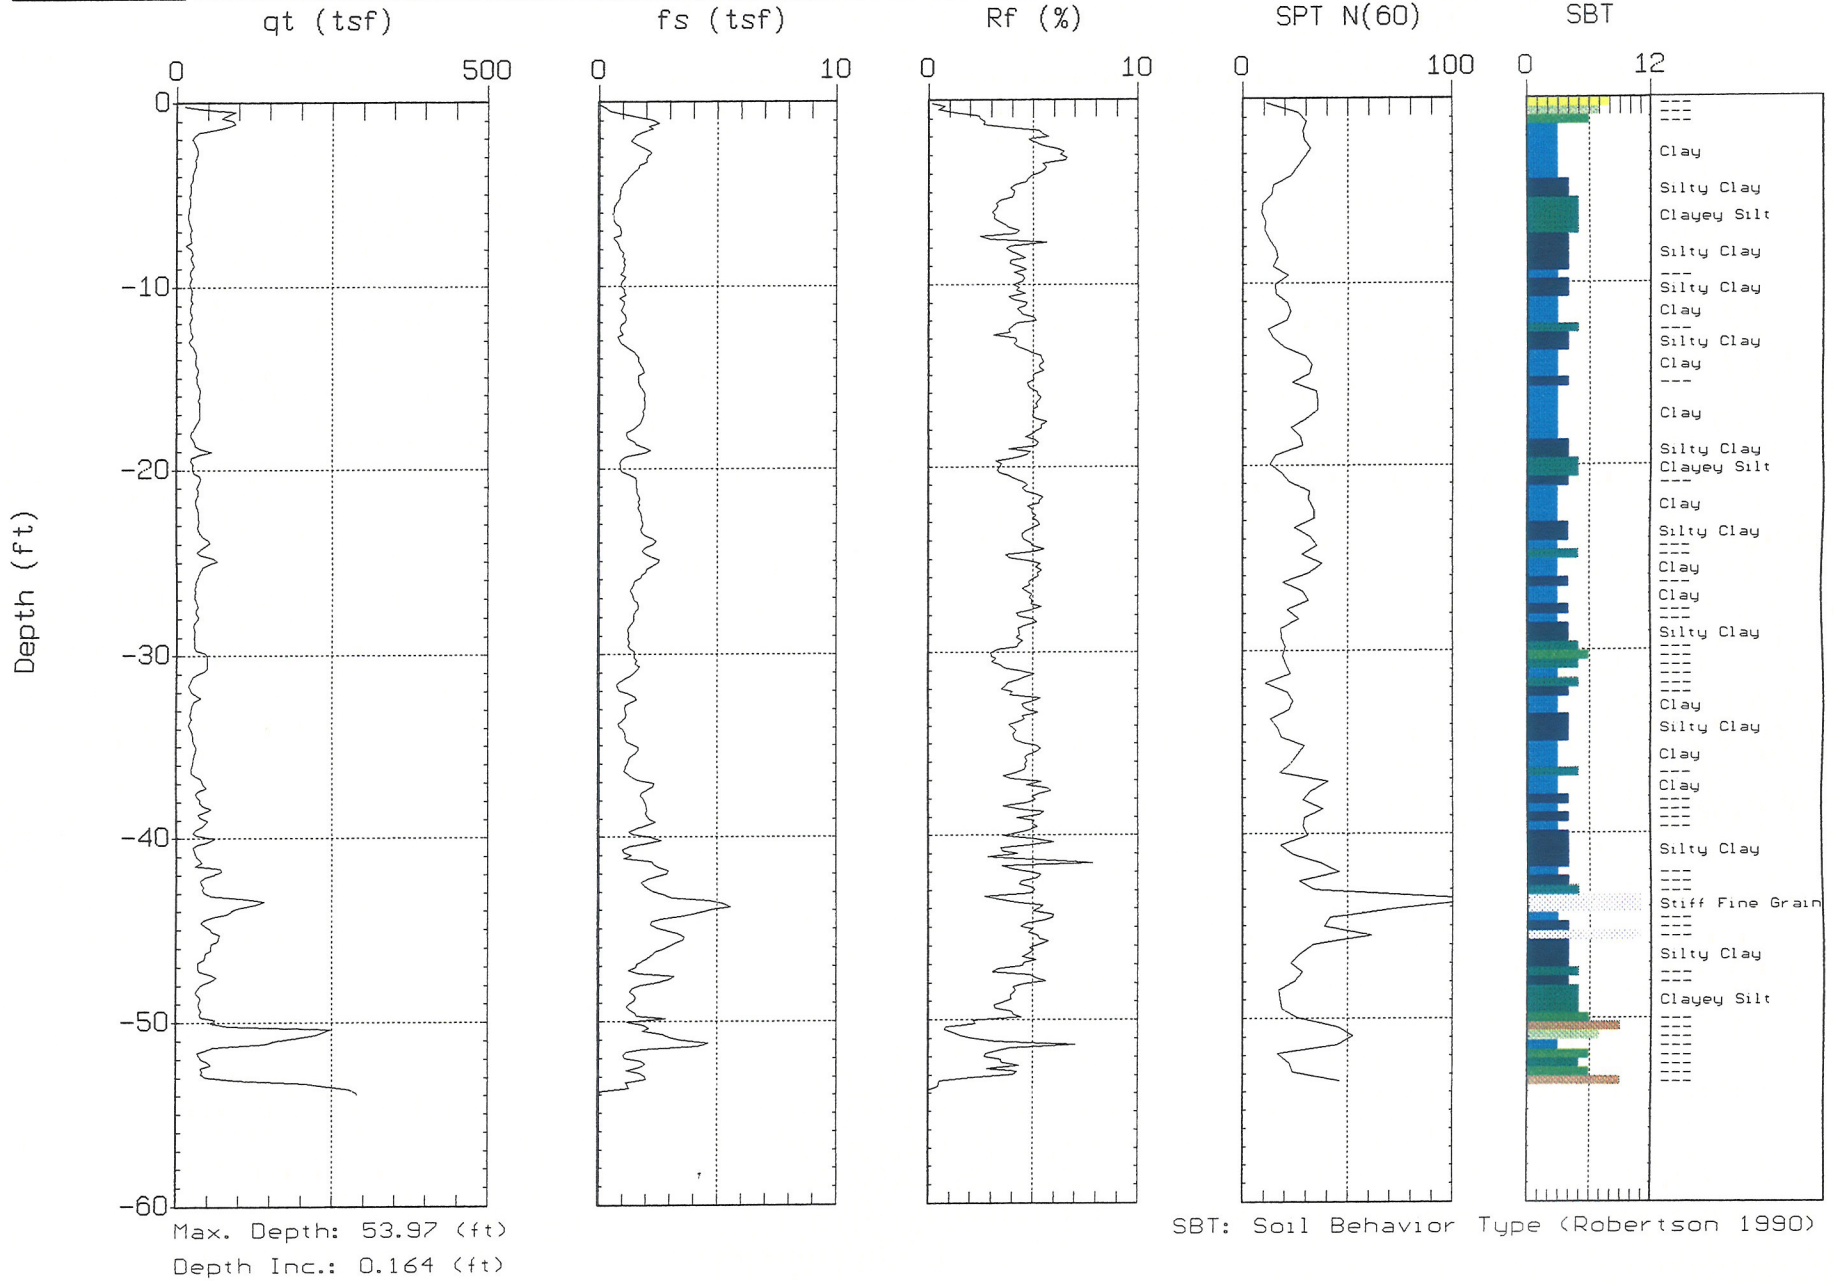 qt (tsf) fs (tsf) Rf (%) SPT N(60) SBT
0 500 0 10 0 10 0 100 0 12
0
Clay
Silty Clay
Clayey Silt
Silty Clay
---
-10
Silty Clay
Clay
---
Silty Clay
Clay
---
Clay
Silty Clay
-20
Clayey Silt
---
Clay
Silty Clay
---
---
Clay
---
Clay
---
---
Silty Clay
-30
---
---
---
---
---
Clay
Silty Clay
Clay
---
Clay
---
---
---
-40
Silty Clay
---
---
---
Stiff Fine Grain
---
---
---
Silty Clay
---
---
Clayey Silt
-50
---
---
---
---
---
---
---
---
-60
Depth (ft)
Max. Depth: 53.97 (ft)
Depth Inc.: 0.164 (ft)
SBT: Soil Behavior Type (Robertson 1990)